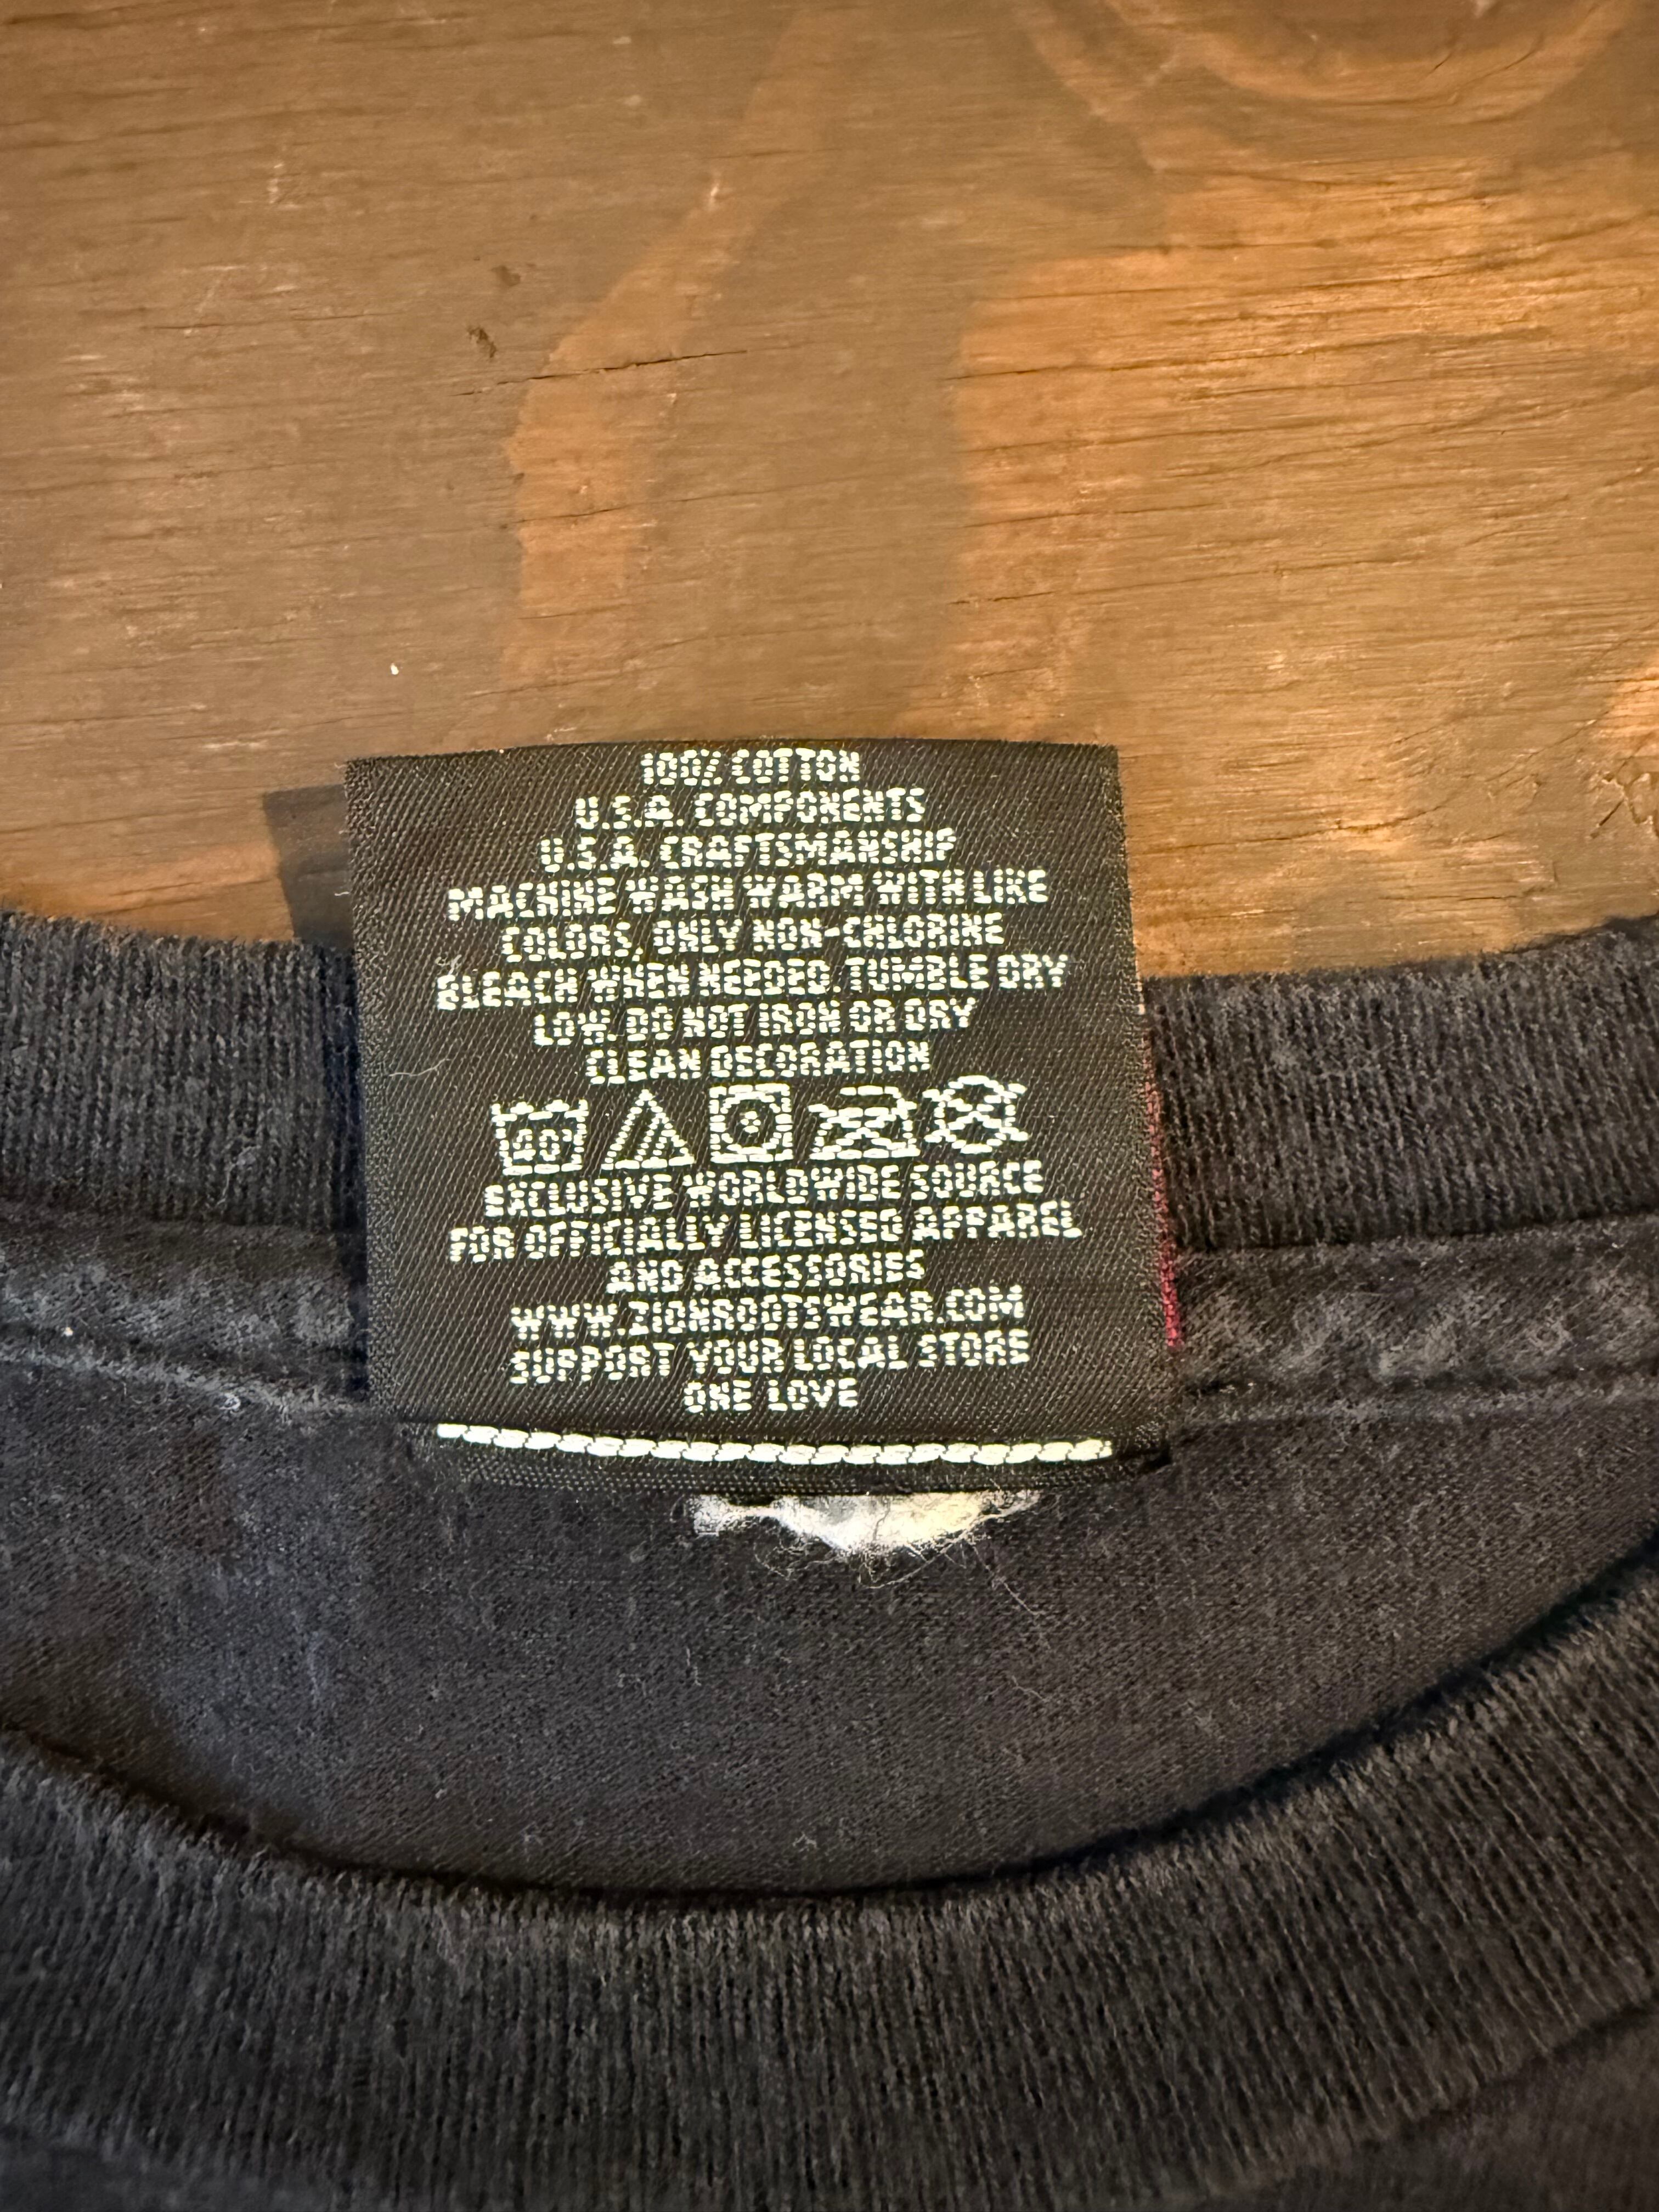 100% COTTON
U.S.A. COMPONENTS
U.S.A. CRAFTSMANSHIP
MACHINE WASH WARM WITH LIKE
COLORS, ONLY NON-CHLORINE
BLEACH WHEN NEEDED. TUMBLE DRY
LOW. DO NOT IRON OR DRY
CLEAN DECORATION
40°
EXCLUSIVE WORLDWIDE SOURCE
FOR OFFICIALLY LICENSED APPAREL
AND ACCESSORIES
WWW.ZIONROOTSWEAR.COM
SUPPORT YOUR LOCAL STORE
ONE LOVE